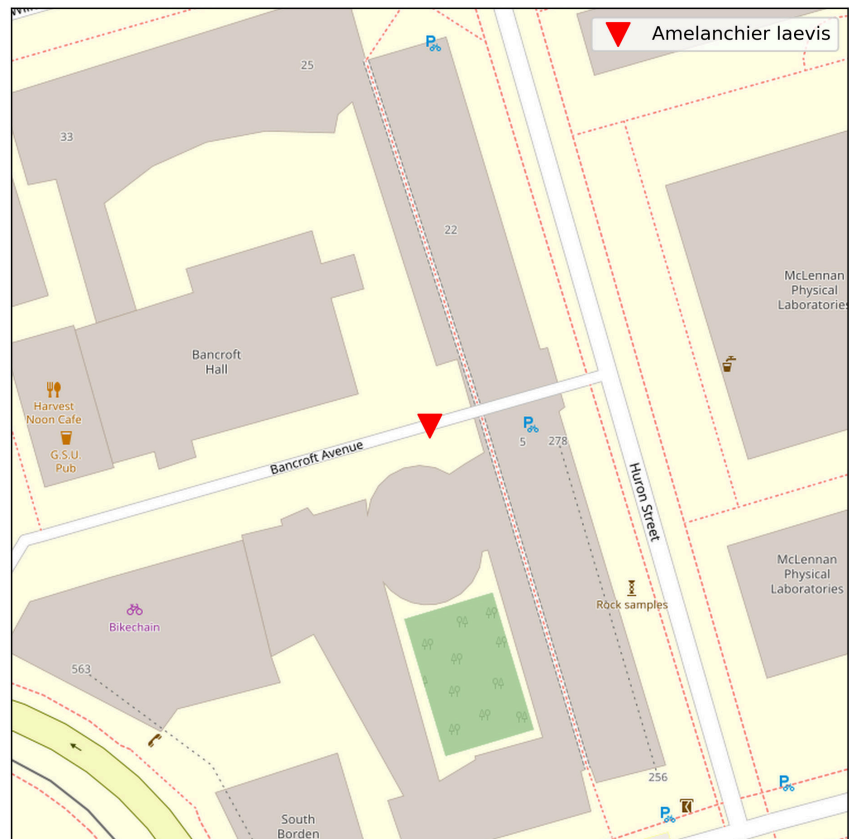 Amelanchier laevis
25
33
22
McLennan
Physical
Laboratories
Bancroft
Hall
Harvest
Noon Cafe
G.S.U.
Pub
5
278
Bancroft Avenue
Huron Street
McLennan
Physical
Laboratories
Rock samples
Bikechain
563
256
South
Borden